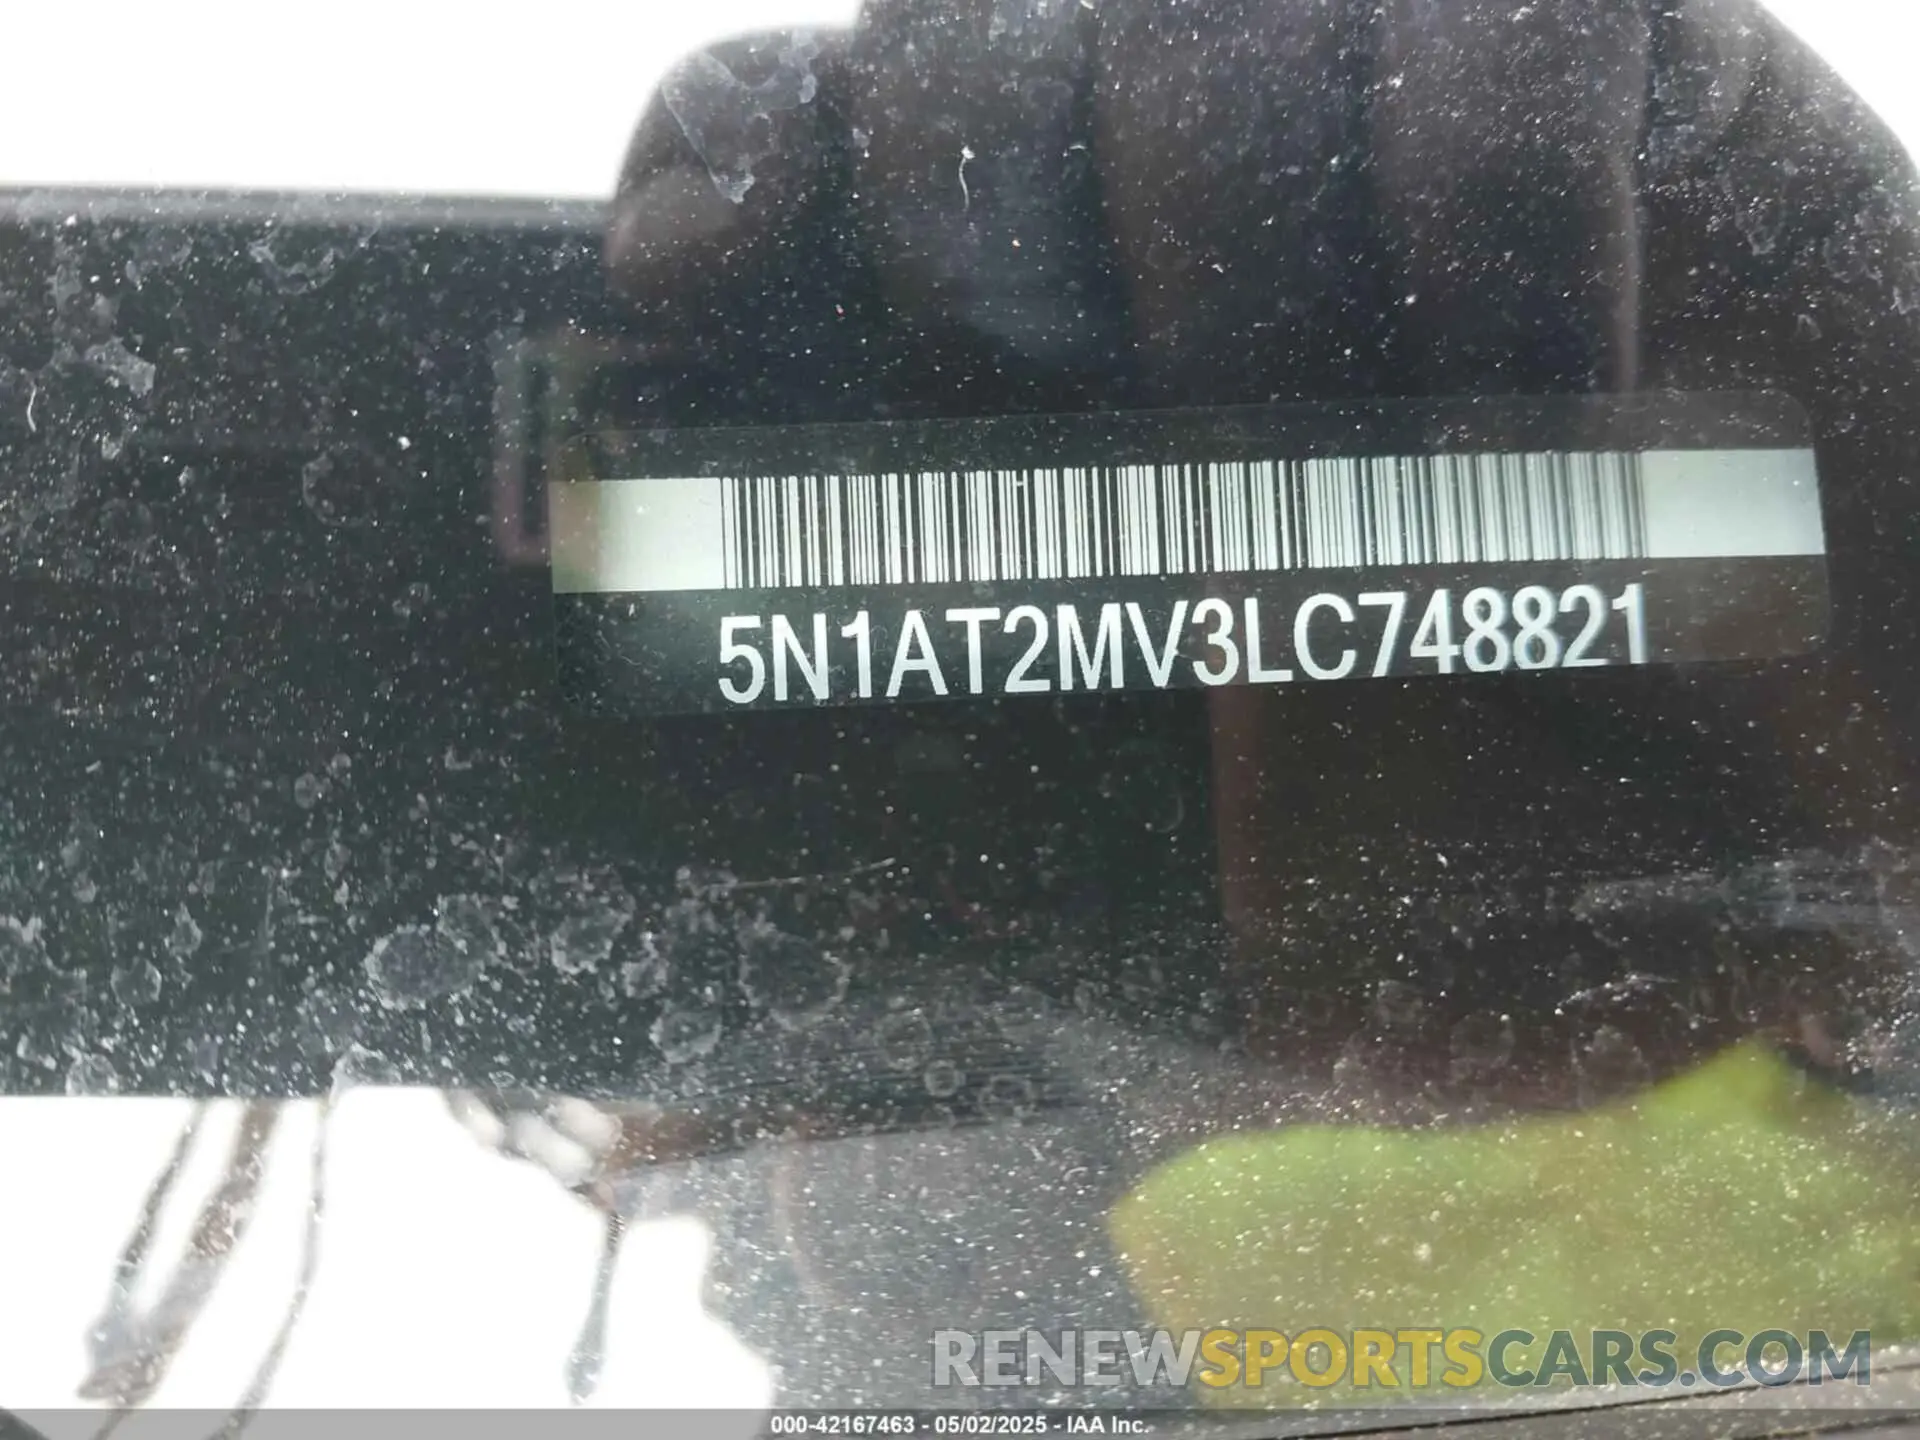 5N1AT2MV3LC748821
RENEWSPORTSCARS.COM
000-42167463 - 05/02/2025 - IAA Inc.